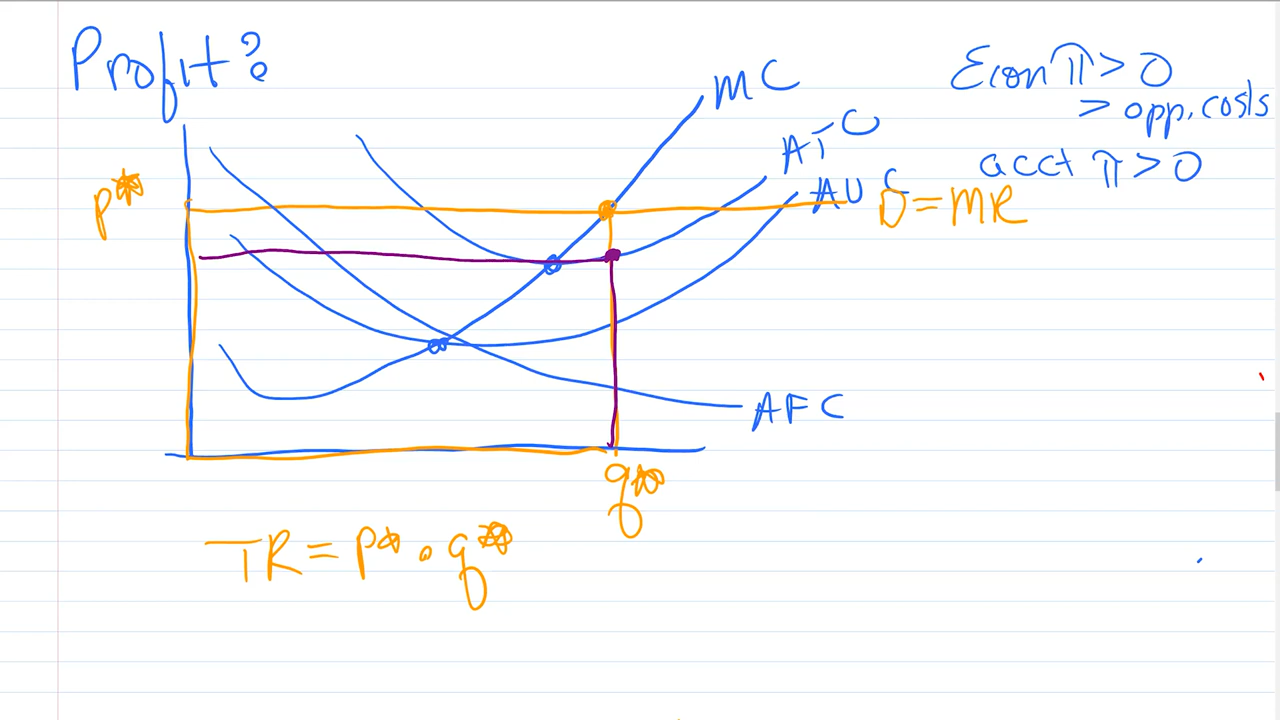 Profit?
Econ π > 0
> opp. costs
acct π > 0
MC
ATC
AVC
D = MR
P*
AFC
q*
TR = P* · q*